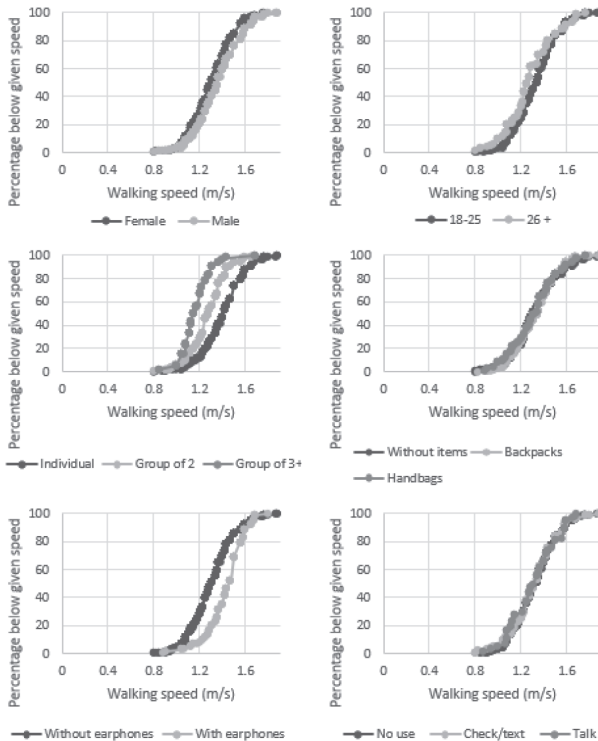 Percentage below given speed
100
80
60
40
20
0
0 0.4 0.8 1.2 1.6
Walking speed (m/s)
Female Male
Percentage below given speed
100
80
60
40
20
0
0 0.4 0.8 1.2 1.6
Walking speed (m/s)
18-25 26 +
Percentage below given speed
100
80
60
40
20
0
0 0.4 0.8 1.2 1.6
Walking speed (m/s)
Individual Group of 2 Group of 3+
Percentage below given speed
100
80
60
40
20
0
0 0.4 0.8 1.2 1.6
Walking speed (m/s)
Without items Backpacks
Handbags
Percentage below given speed
100
80
60
40
20
0
0 0.4 0.8 1.2 1.6
Walking speed (m/s)
Without earphones With earphones
Percentage below given speed
100
80
60
40
20
0
0 0.4 0.8 1.2 1.6
Walking speed (m/s)
No use Check/text Talk